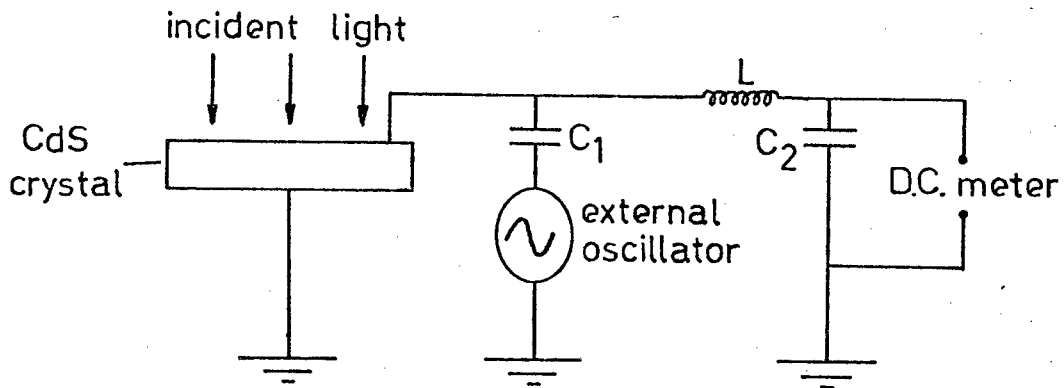 incident light
CdS
crystal
C1
external
oscillator
L
C2
D.C. meter